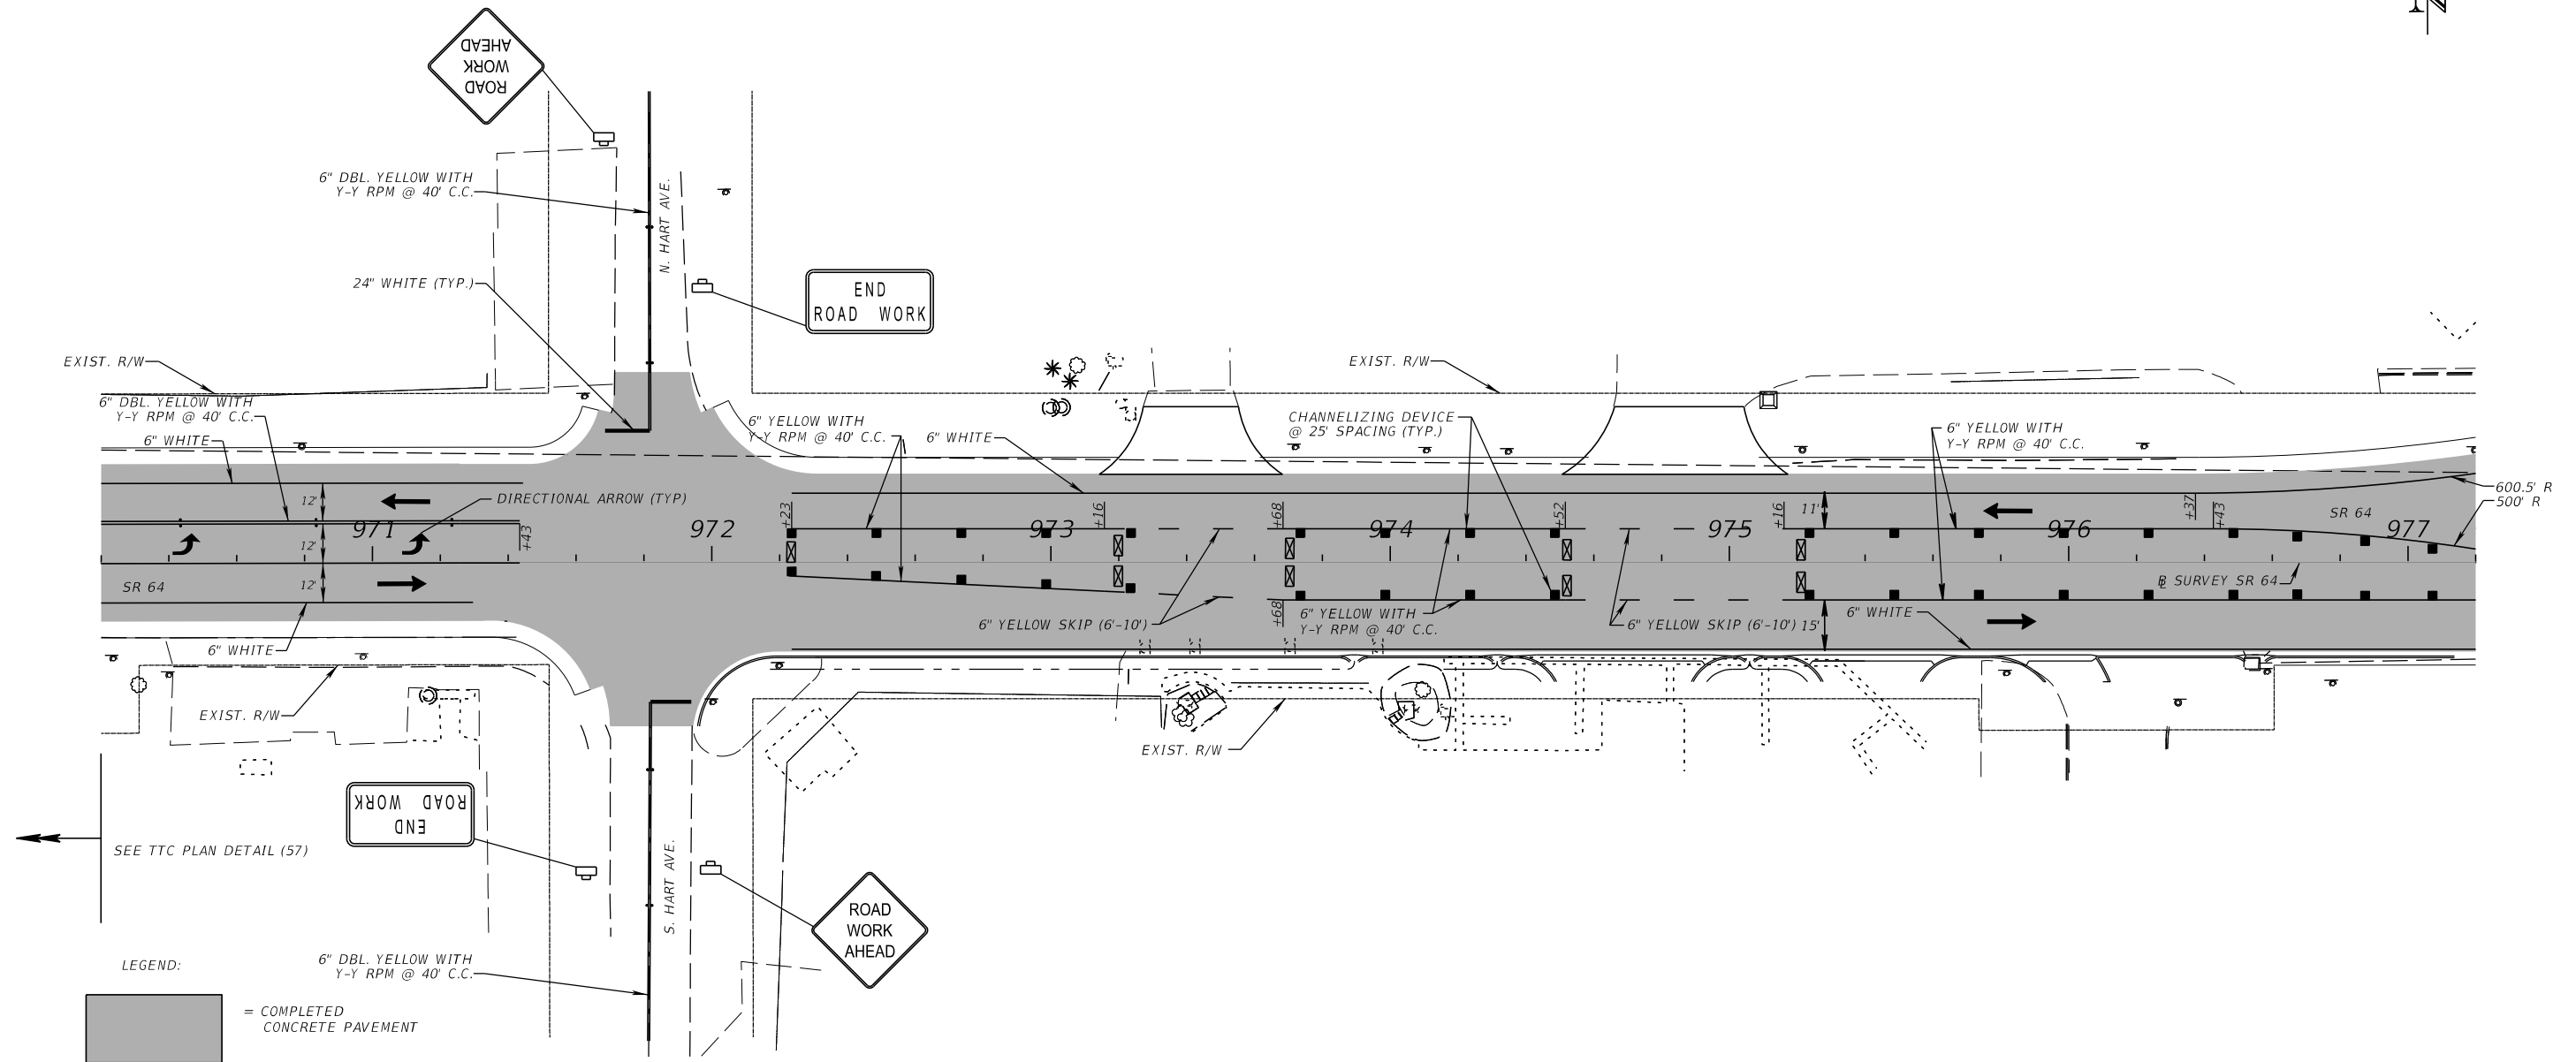 N
ROAD
WORK
AHEAD
6" DBL. YELLOW WITH
Y-Y RPM @ 40' C.C.
N. HART AVE.
24" WHITE (TYP.)
END
ROAD WORK
EXIST. R/W
EXIST. R/W
6" DBL. YELLOW WITH
Y-Y RPM @ 40' C.C.
6" WHITE
6" YELLOW WITH
Y-Y RPM @ 40' C.C.
6" WHITE
CHANNELIZING DEVICE
@ 25' SPACING (TYP.)
6" YELLOW WITH
Y-Y RPM @ 40' C.C.
12'
DIRECTIONAL ARROW (TYP)
+23
+16
+68
+52
+16
11'
+37
+43
SR 64
600.5' R
500' R
971
+43
972
973
974
975
976
977
12'
SR 64
12'
B SURVEY SR 64
L
6" YELLOW SKIP (6'-10')
+68
6" YELLOW WITH
Y-Y RPM @ 40' C.C.
6" YELLOW SKIP (6'-10')
15'
6" WHITE
6" WHITE
EXIST. R/W
EXIST. R/W
END
ROAD WORK
SEE TTC PLAN DETAIL (57)
S. HART AVE.
ROAD
WORK
AHEAD
LEGEND:
6" DBL. YELLOW WITH
Y-Y RPM @ 40' C.C.
= COMPLETED
CONCRETE PAVEMENT